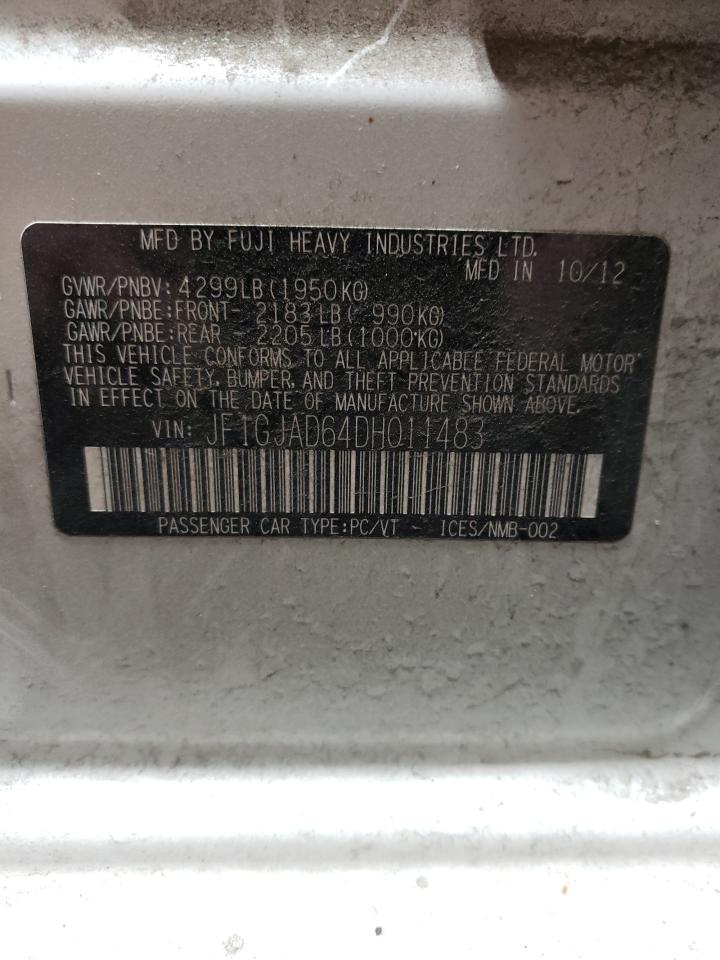 MFD BY FUJI HEAVY INDUSTRIES LTD.
MFD IN 10/12
GVWR/PNBV: 4299LB(1950KG)
GAWR/PNBE:FRONT 2183LB( 990KG)
GAWR/PNBE:REAR 2205LB(1000KG)
THIS VEHICLE CONFORMS TO ALL APPLICABLE FEDERAL MOTOR
VEHICLE SAFETY, BUMPER, AND THEFT PREVENTION STANDARDS
IN EFFECT ON THE DATE OF MANUFACTURE SHOWN ABOVE.
VIN: JF1GJAD64DH011483
PASSENGER CAR TYPE:PC/VT ICES/NMB-002